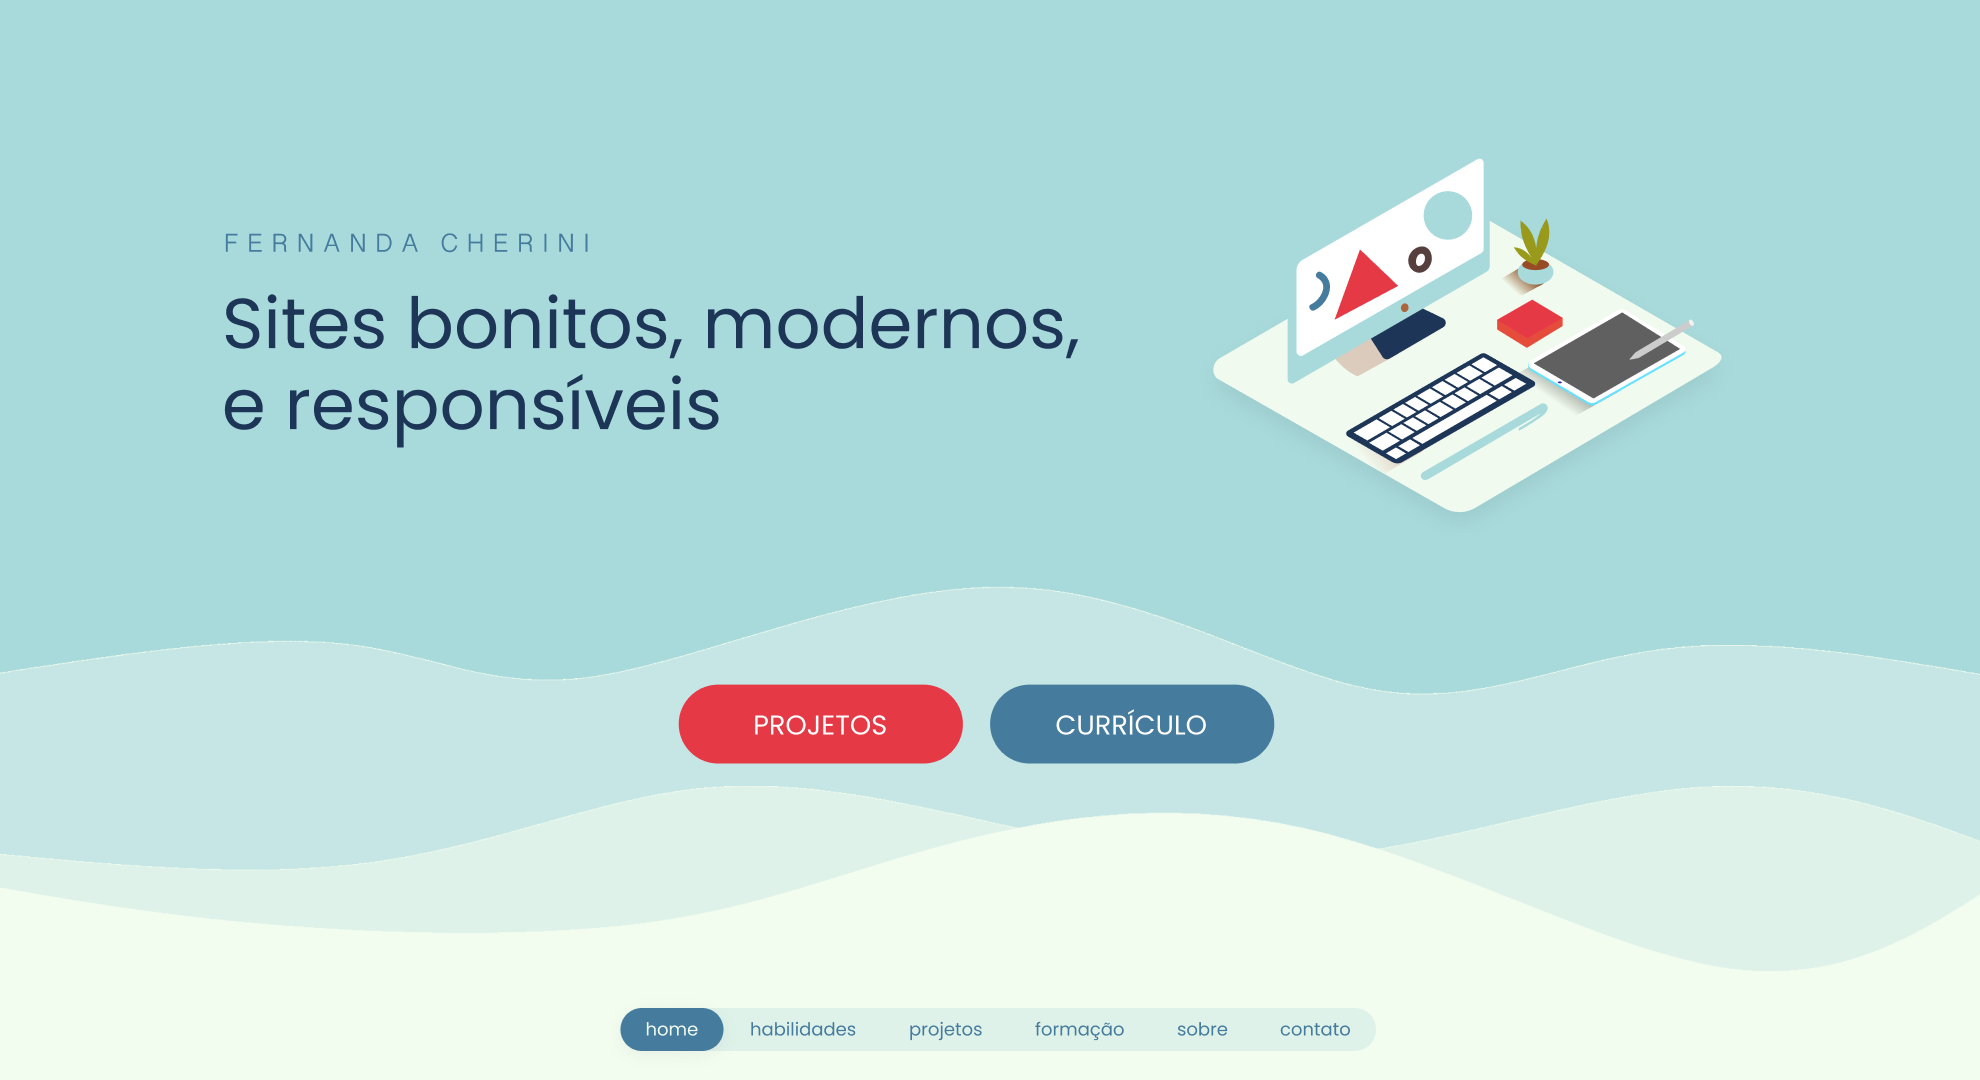 FERNANDA CHERINI
Sites bonitos, modernos,
e responsíveis
PROJETOS
CURRÍCULO
home
habilidades
projetos
formação
sobre
contato